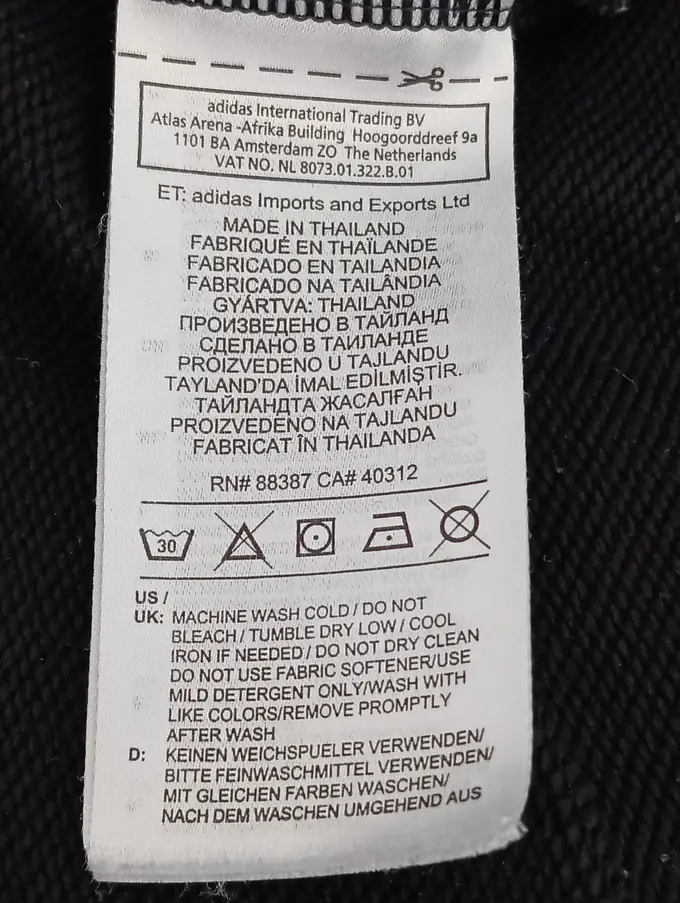 adidas International Trading BV
Atlas Arena -Afrika Building Hoogoorddreef 9a
1101 BA Amsterdam ZO The Netherlands
VAT NO. NL 8073.01.322.B.01
ET: adidas Imports and Exports Ltd
MADE IN THAILAND
FABRIQUÉ EN THAÏLANDE
FABRICADO EN TAILANDIA
FABRICADO NA TAILÂNDIA
GYÁRTVA: THAILAND
ПРОИЗВЕДЕНО В ТАЙЛАНД
СДЕЛАНО В ТАИЛАНДЕ
PROIZVEDENO U TAJLANDU
TAYLAND'DA İMAL EDİLMİŞTİR.
ТАЙЛАНДТА ЖАСАЛҒАН
PROIZVEDENO NA TAJLANDU
FABRICAT ÎN THAILANDA
RN# 88387 CA# 40312
30
US /
UK: MACHINE WASH COLD / DO NOT
BLEACH / TUMBLE DRY LOW / COOL
IRON IF NEEDED / DO NOT DRY CLEAN
DO NOT USE FABRIC SOFTENER/USE
MILD DETERGENT ONLY/WASH WITH
LIKE COLORS/REMOVE PROMPTLY
AFTER WASH
D: KEINEN WEICHSPUELER VERWENDEN/
BITTE FEINWASCHMITTEL VERWENDEN/
MIT GLEICHEN FARBEN WASCHEN/
NACH DEM WASCHEN UMGEHEND AUS